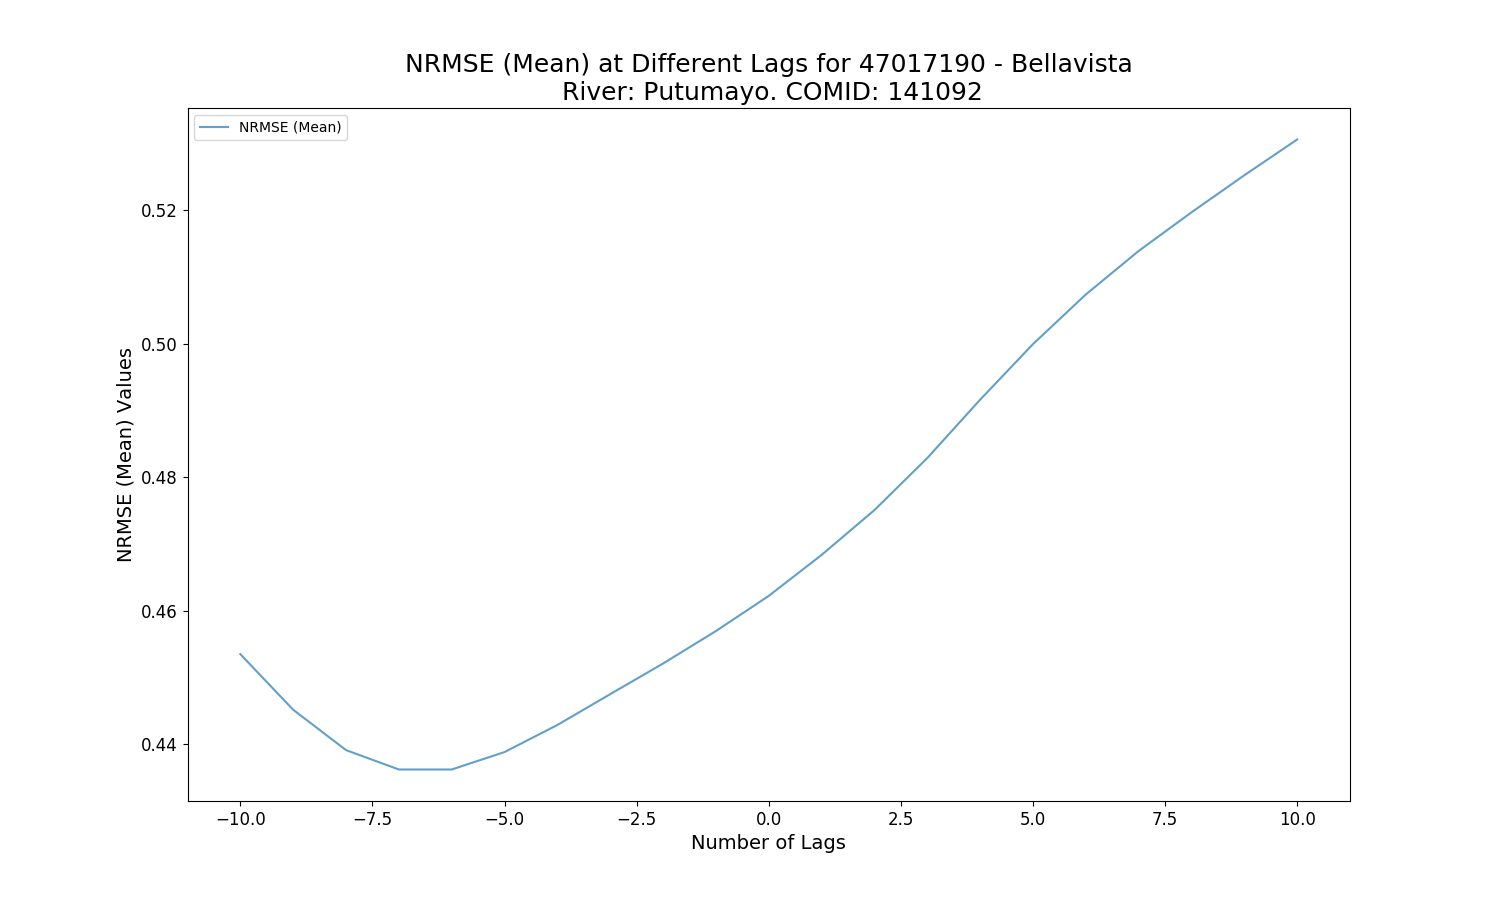 NRMSE (Mean) at Different Lags for 47017190 - Bellavista
River: Putumayo. COMID: 141092
NRMSE (Mean)
NRMSE (Mean) Values
0.52
0.50
0.48
0.46
0.44
−10.0
−7.5
−5.0
−2.5
0.0
2.5
5.0
7.5
10.0
Number of Lags